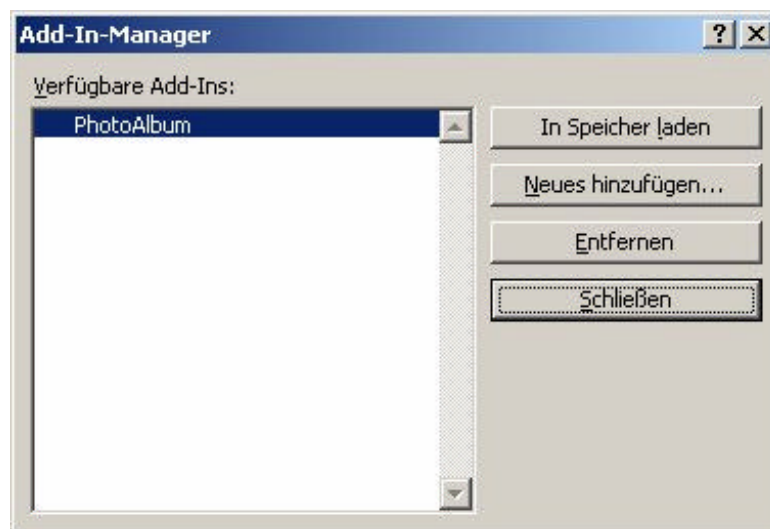 Add-In-Manager
Verfügbare Add-Ins:
PhotoAlbum
In Speicher laden
Neues hinzufügen...
Entfernen
Schließen